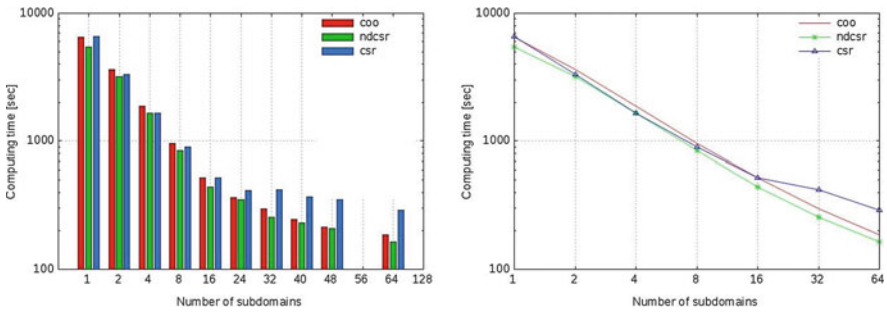 10000
1000
100
Computing time [sec]
coo
ndcsr
csr
1 2 4 8 16 24 32 40 48 56 64 128
Number of subdomains
10000
1000
100
Computing time [sec]
coo
ndcsr
csr
1 2 4 8 16 32 64
Number of subdomains